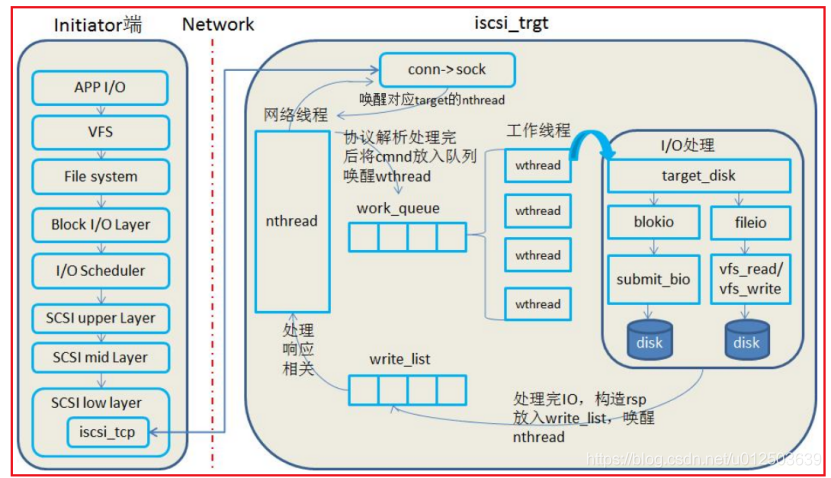 Initiator端
Network
iscsi_trgt
APP I/O
VFS
File system
Block I/O Layer
I/O Scheduler
SCSI upper Layer
SCSI mid Layer
SCSI low layer
iscsi_tcp
conn->sock
唤醒对应target的nthread
网络线程
nthread
协议解析处理完
后将cmnd放入队列
唤醒wthread
work_queue
工作线程
wthread
wthread
wthread
wthread
I/O处理
target_disk
blokio
fileio
submit_bio
vfs_read/
vfs_write
disk
disk
处理
响应
相关
write_list
处理完IO，构造rsp
放入write_list，唤醒
nthread
https://blog.csdn.net/u012503639